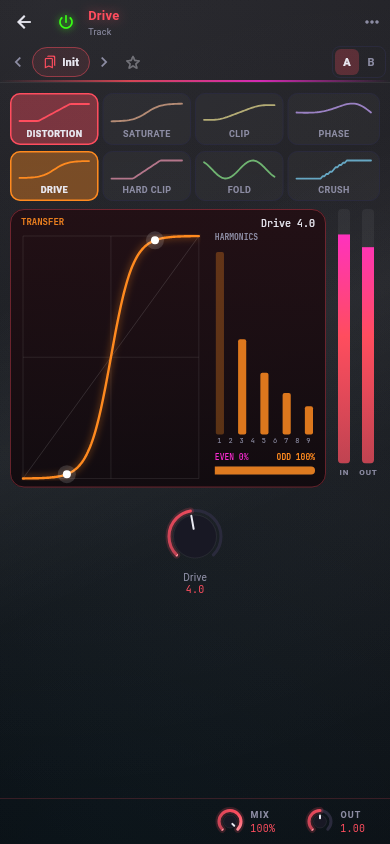 Drive
Track
Init
A B
DISTORTION SATURATE CLIP PHASE
DRIVE HARD CLIP FOLD CRUSH
TRANSFER Drive 4.0
HARMONICS
1 2 3 4 5 6 7 8 9
EVEN 0% ODD 100%
IN OUT
Drive
4.0
MIX OUT
100% 1.00